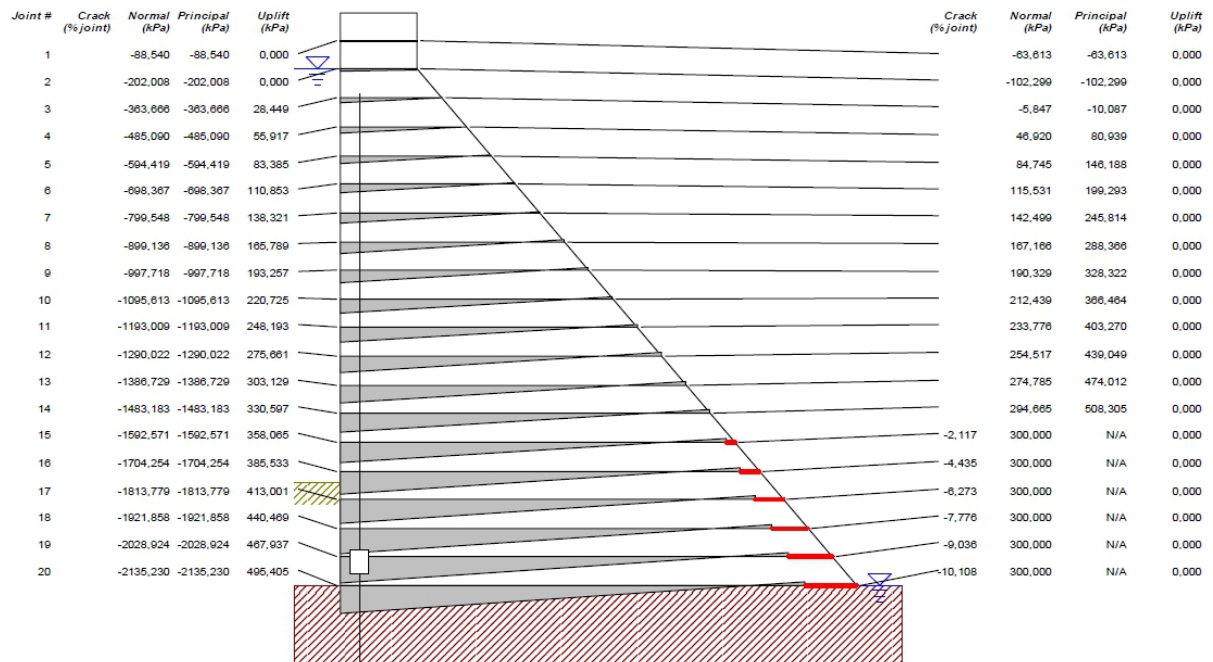 Joint # Crack (% joint) Normal (kPa) Principal (kPa) Uplift (kPa) Crack (% joint) Normal (kPa) Principal (kPa) Uplift (kPa)
1 -88,540 -88,540 0,000 -63,613 -63,613 0,000
2 -202,008 -202,008 0,000 -102,299 -102,299 0,000
3 -363,666 -363,666 28,449 -5,847 -10,087 0,000
4 -485,090 -485,090 55,917 46,920 80,939 0,000
5 -594,419 -594,419 83,385 84,745 146,188 0,000
6 -698,367 -698,367 110,853 115,531 199,293 0,000
7 -799,548 -799,548 138,321 142,499 245,814 0,000
8 -899,136 -899,136 165,789 167,166 288,366 0,000
9 -997,718 -997,718 193,257 190,329 328,322 0,000
10 -1095,613 -1095,613 220,725 212,439 366,464 0,000
11 -1193,009 -1193,009 248,193 233,776 403,270 0,000
12 -1290,022 -1290,022 275,661 254,517 439,049 0,000
13 -1386,729 -1386,729 303,129 274,785 474,012 0,000
14 -1483,183 -1483,183 330,597 294,665 508,305 0,000
15 -1592,571 -1592,571 358,065 -2,117 300,000 N/A 0,000
16 -1704,254 -1704,254 385,533 -4,435 300,000 N/A 0,000
17 -1813,779 -1813,779 413,001 -6,273 300,000 N/A 0,000
18 -1921,858 -1921,858 440,469 -7,776 300,000 N/A 0,000
19 -2028,924 -2028,924 467,937 -9,036 300,000 N/A 0,000
20 -2135,230 -2135,230 495,405 -10,108 300,000 N/A 0,000